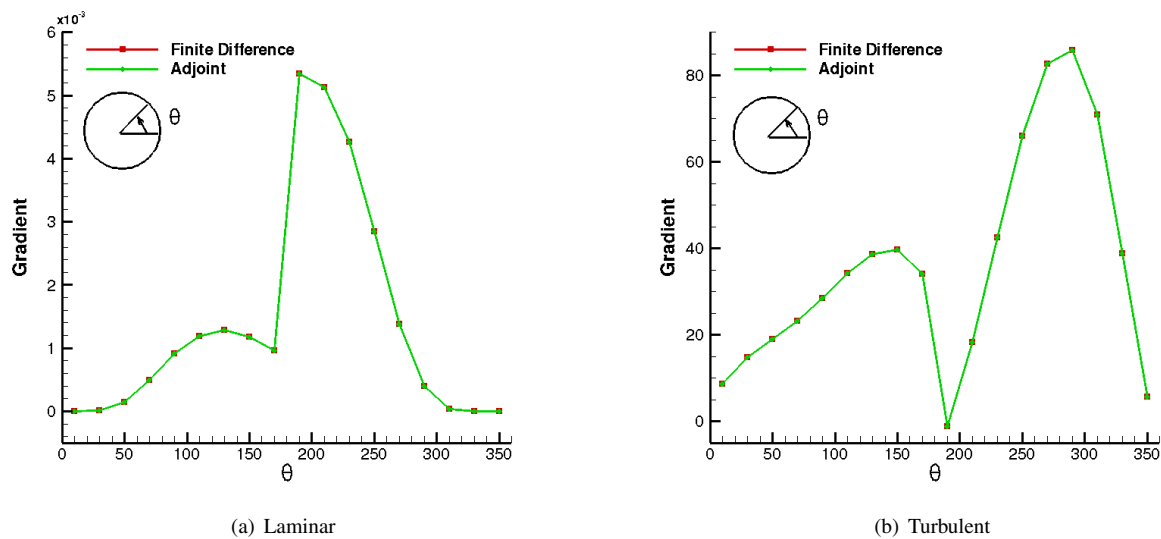 x10⁻³
6
5
4
3
2
1
0
Gradient
Finite Difference
Adjoint
θ
0 50 100 150 200 250 300 350
θ
(a) Laminar
80
60
40
20
0
Gradient
Finite Difference
Adjoint
θ
0 50 100 150 200 250 300 350
θ
(b) Turbulent